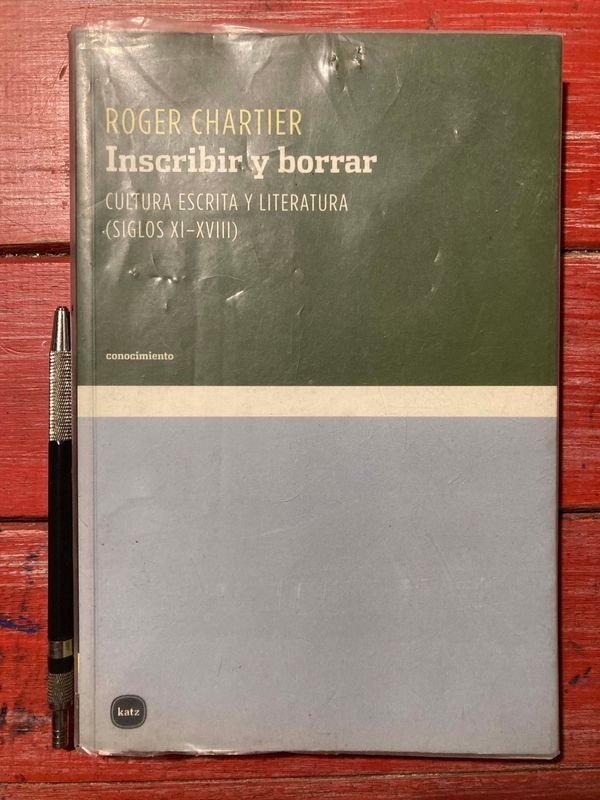 ROGER CHARTIER
Inscribir y borrar
CULTURA ESCRITA Y LITERATURA
(SIGLOS XI–XVIII)
conocimiento
katz